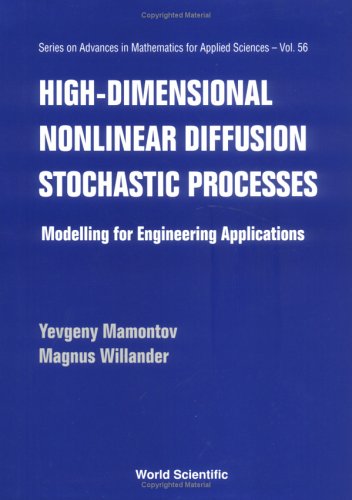 Copyrighted Material
Series on Advances in Mathematics for Applied Sciences – Vol. 56
HIGH-DIMENSIONAL
NONLINEAR DIFFUSION
STOCHASTIC PROCESSES
Modelling for Engineering Applications
Yevgeny Mamontov
Magnus Willander
World Scientific
Copyrighted Material